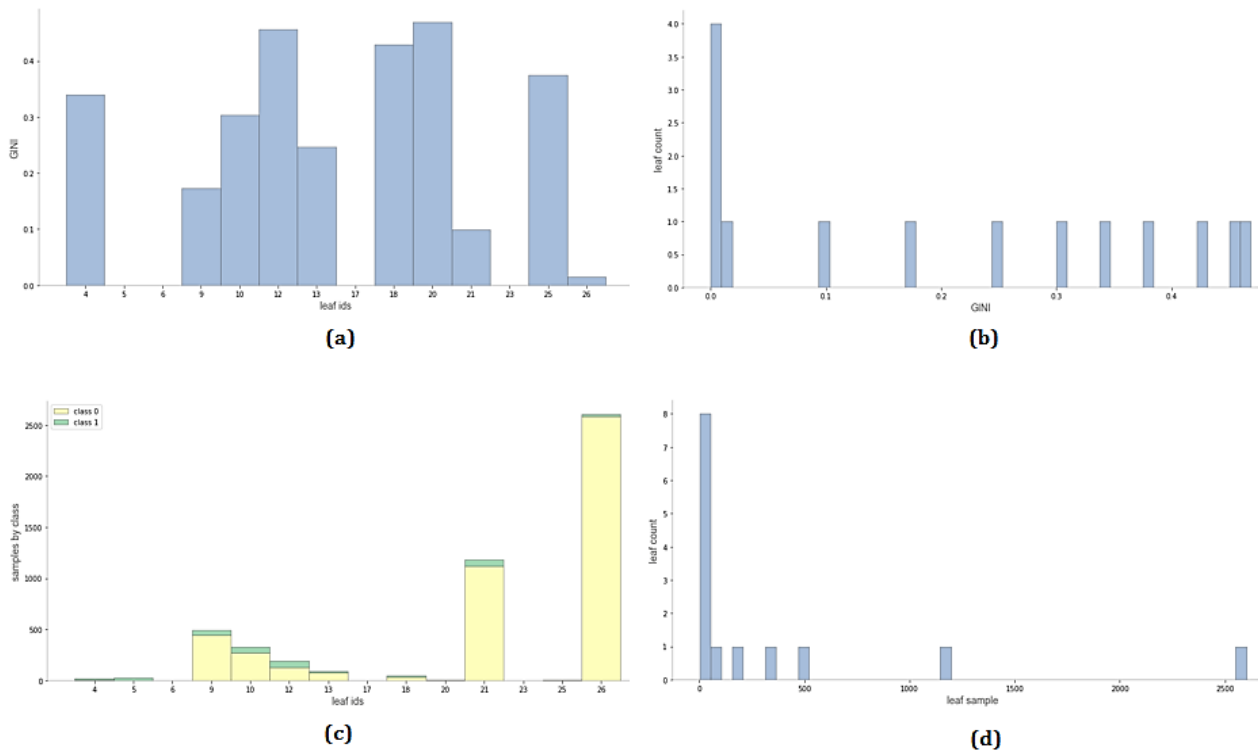 GINI
0.4
0.3
0.2
0.1
0.0
4 5 6 9 10 12 13 17 18 20 21 23 25 26
leaf ids
(a)
leaf count
4.0
3.5
3.0
2.5
2.0
1.5
1.0
0.5
0.0
0.0 0.1 0.2 0.3 0.4
GINI
(b)
class 0
class 1
samples by class
2500
2000
1500
1000
500
0
4 5 6 9 10 12 13 17 18 20 21 23 25 26
leaf ids
(c)
leaf count
8
7
6
5
4
3
2
1
0
0 500 1000 1500 2000 2500
leaf sample
(d)